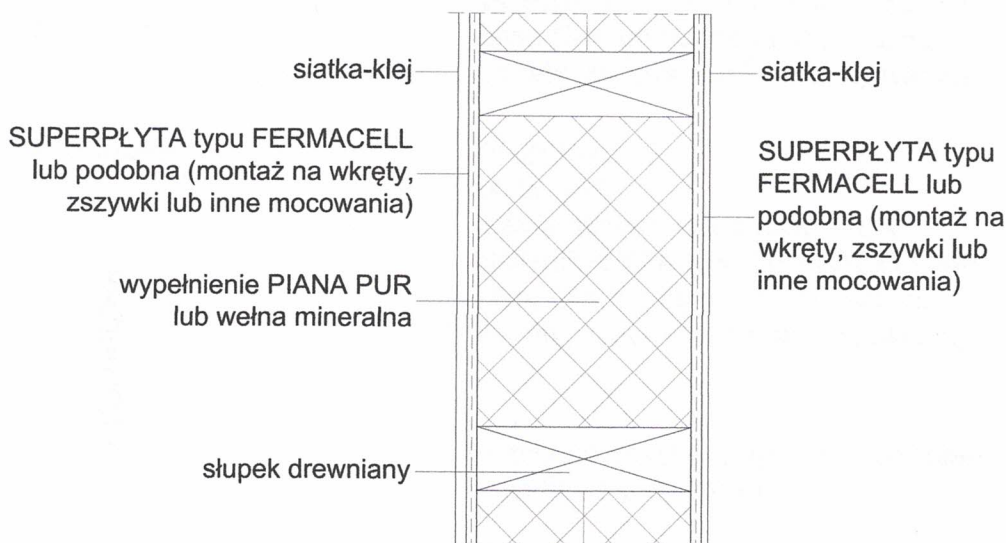 siatka-klej
SUPERPŁYTA typu FERMACELL
lub podobna (montaż na wkręty,
zszywki lub inne mocowania)
wypełnienie PIANA PUR
lub wełna mineralna
słupek drewniany
siatka-klej
SUPERPŁYTA typu
FERMACELL lub
podobna (montaż na
wkręty, zszywki lub
inne mocowania)